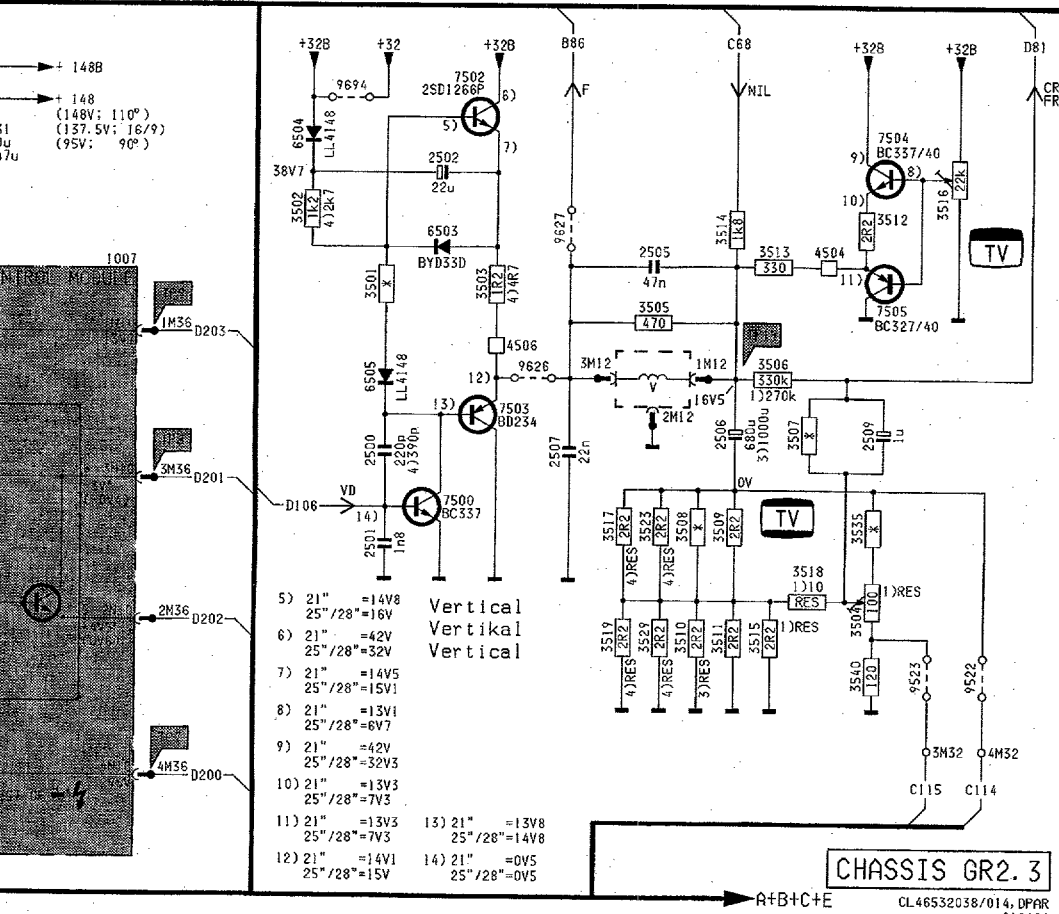 + 148B
+ 148
(148V; 110°)
(137.5V; 16/9)
(95V; 90°)
47u
1007
CONTROL MODULE
1M36 D203
3M36 D201
2M36 D202
4M36 D200
+32B
+32
+32B
B86
C68
+32B
+32B
D81
9694
7502
2SD1266P
6)
5)
7)
F
NIL
CR
FR
6504
LL4148
38V7
2502
22u
3502
1k2
4)2k7
6503
BYD33D
3501
*
3503
1R2
4)4R7
4506
9627
3514
1k8
2505
47n
3513
330
4504
7504
BC337/40
9)
8)
10)
3512
2R2
11)
7505
BC327/40
3516
22k
TV
3505
470
6505
LL4148
12)
9626
3M12
V
1M12
2M12
16V5
3506
330k
1)270k
13)
7503
BD234
2500
220p
4)390p
2507
22n
2506
680u
3)1000u
3507
*
2509
1u
D106
VD
14)
7500
BC337
2501
1n8
0V
TV
3517
2R2
4)RES
3523
2R2
4)RES
3508
*
3509
2R2
3535
*
3518
1)10
RES
3504
100
1)RES
3519
2R2
4)RES
3529
2R2
4)RES
3510
2R2
3)RES
3511
2R2
3515
2R2
1)RES
3540
120
9523
9522
3M32
4M32
C115
C114
Vertical
Vertikal
Vertical
5) 21" =14V8
25"/28"=16V
6) 21" =42V
25"/28"=32V
7) 21" =14V5
25"/28"=15V1
8) 21" =13V1
25"/28"=6V7
9) 21" =42V
25"/28"=32V3
10) 21" =13V3
25"/28"=7V3
11) 21" =13V3
25"/28"=7V3
12) 21" =14V1
25"/28"=15V
13) 21" =13V8
25"/28"=14V8
14) 21" =0V5
25"/28"=0V5
CHASSIS GR2.3
A+B+C+E
CL46532038/014, DPAR